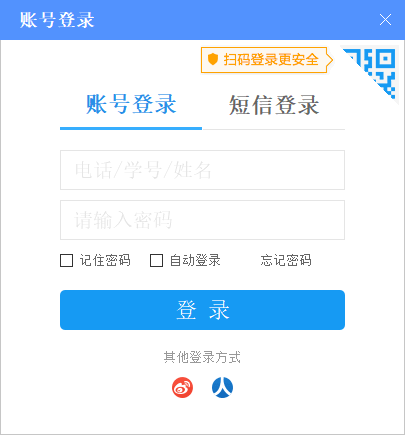 账号登录
扫码登录更安全
账号登录 短信登录
电话/学号/姓名
请输入密码
记住密码 自动登录 忘记密码
登录
其他登录方式